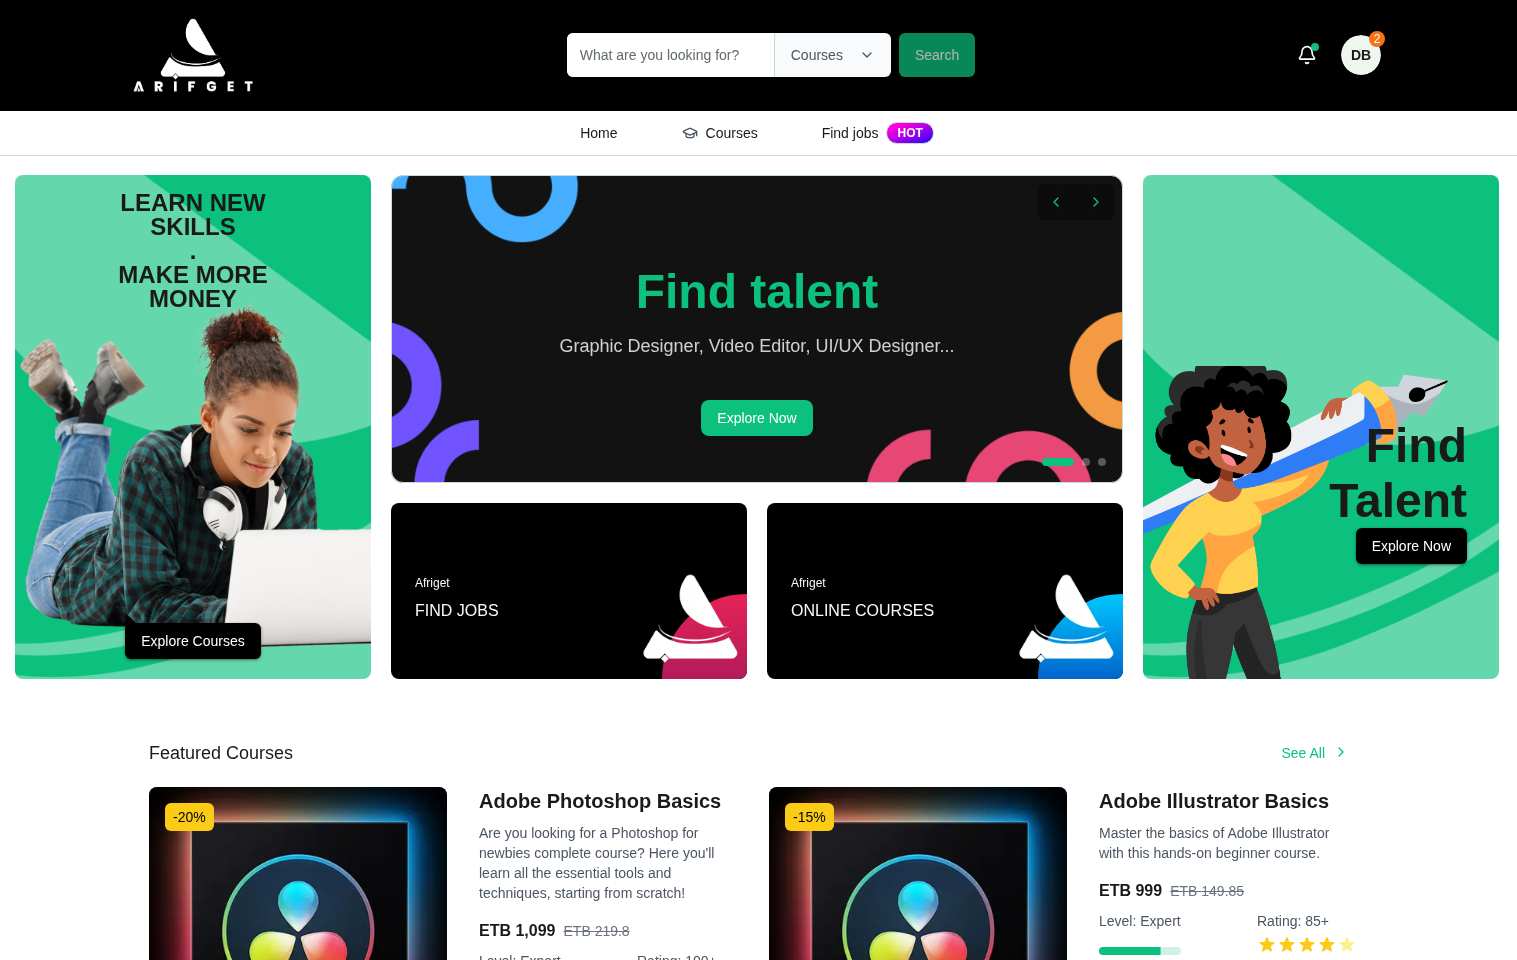 ARIFGET
What are you looking for?
Courses
Search
DB
2
Home
Courses
Find jobs
HOT
LEARN NEW
SKILLS
.
MAKE MORE
MONEY
Explore Courses
Find talent
Graphic Designer, Video Editor, UI/UX Designer...
Explore Now
Afriget
FIND JOBS
Afriget
ONLINE COURSES
Find
Talent
Explore Now
Featured Courses
See All
-20%
Adobe Photoshop Basics
Are you looking for a Photoshop for
newbies complete course? Here you'll
learn all the essential tools and
techniques, starting from scratch!
ETB 1,099 ETB 219.8
Level: Expert
Rating: 100+
-15%
Adobe Illustrator Basics
Master the basics of Adobe Illustrator
with this hands-on beginner course.
ETB 999 ETB 149.85
Level: Expert
Rating: 85+